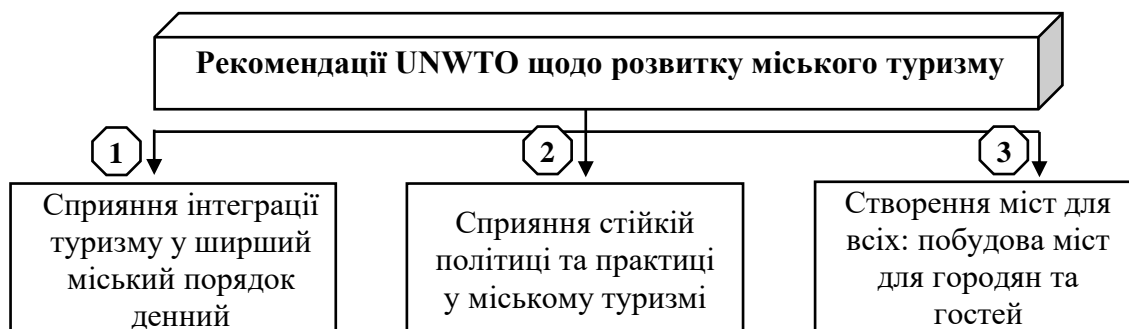 Рекомендації UNWTO щодо розвитку міського туризму
1
2
3
Сприяння інтеграції
туризму у ширший
міський порядок
денний
Сприяння стійкій
політиці та практиці
у міському туризмі
Створення міст для
всіх: побудова міст
для городян та
гостей